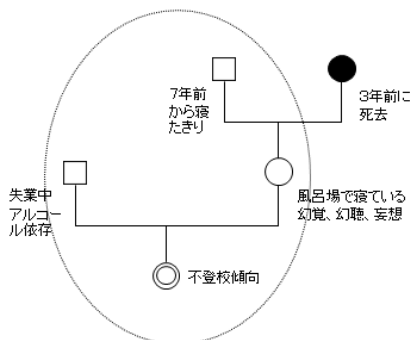 7年前
から寝
たきり
3年前に
死去
失業中
アルコー
ル依存
風呂場で寝ている
幻覚、幻聴、妄想
不登校傾向